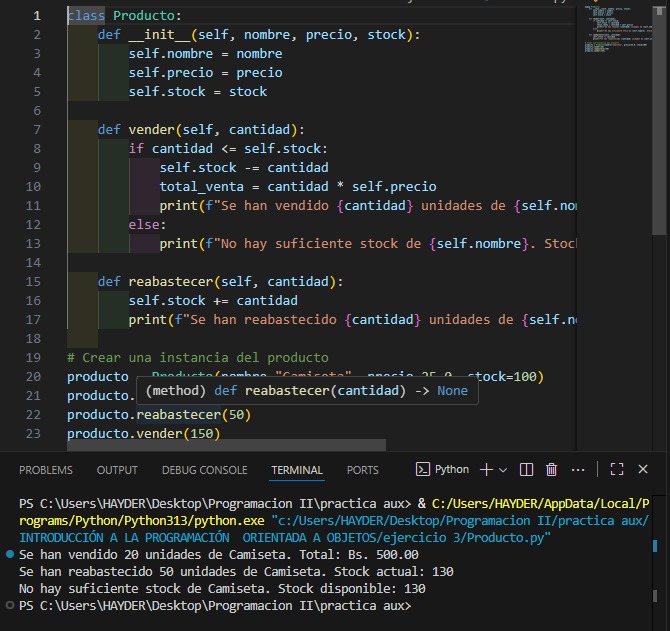 1 class Producto:
2 def __init__(self, nombre, precio, stock):
3 self.nombre = nombre
4 self.precio = precio
5 self.stock = stock
6
7 def vender(self, cantidad):
8 if cantidad <= self.stock:
9 self.stock -= cantidad
10 total_venta = cantidad * self.precio
11 print(f"Se han vendido {cantidad} unidades de {self.no
12 else:
13 print(f"No hay suficiente stock de {self.nombre}. Stoc
14
15 def reabastecer(self, cantidad):
16 self.stock += cantidad
17 print(f"Se han reabastecido {cantidad} unidades de {self.n
18
19 # Crear una instancia del producto
20 producto Producto(nombre "Camiseta" precio 25.0, stock=100)
21 producto.
(method) def reabastecer(cantidad) -> None
22 producto.reabastecer(50)
23 producto.vender(150)
PROBLEMS OUTPUT DEBUG CONSOLE TERMINAL PORTS Python
PS C:\Users\HAYDER\Desktop\Programacion II\practica aux> & C:/Users/HAYDER/AppData/Local/P
rograms/Python/Python313/python.exe "c:/Users/HAYDER/Desktop/Programacion II/practica aux/
INTRODUCCIÓN A LA PROGRAMACIÓN ORIENTADA A OBJETOS/ejercicio 3/Producto.py"
Se han vendido 20 unidades de Camiseta. Total: Bs. 500.00
Se han reabastecido 50 unidades de Camiseta. Stock actual: 130
No hay suficiente stock de Camiseta. Stock disponible: 130
PS C:\Users\HAYDER\Desktop\Programacion II\practica aux>